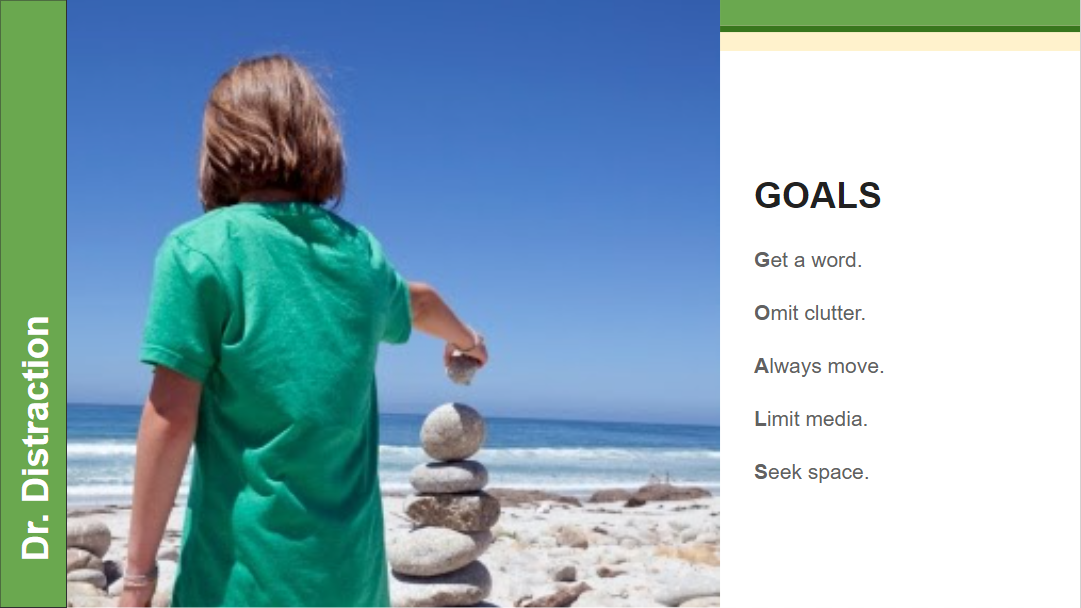 Dr. Distraction
GOALS
Get a word.
Omit clutter.
Always move.
Limit media.
Seek space.